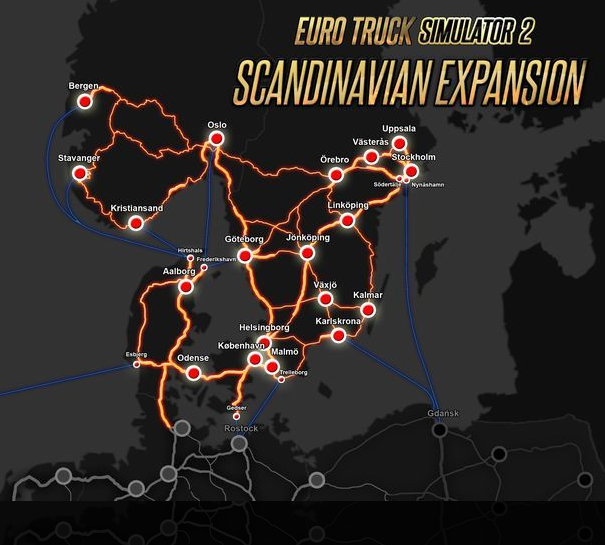 EURO TRUCK SIMULATOR 2
SCANDINAVIAN EXPANSION
Bergen
Oslo
Uppsala
Västerås
Stockholm
Stavanger
Örebro
Södertälje
Nynäshamn
Kristiansand
Linköping
Göteborg
Jönköping
Hirtshals
Frederikshavn
Aalborg
Växjö
Kalmar
Helsingborg
Karlskrona
København
Malmö
Esbjerg
Odense
Trelleborg
Gedser
Rostock
Gdańsk